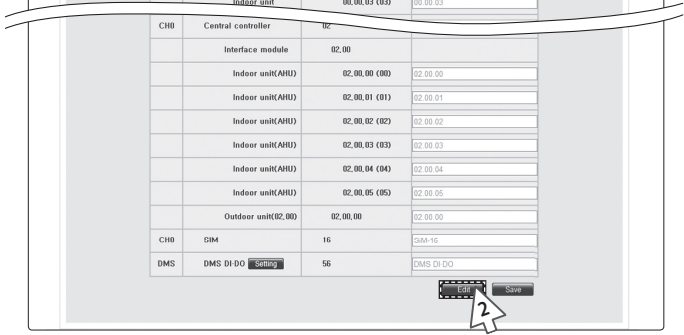 Indoor unit 00,00,03 (03) 00.00.03
CH0 Central controller 02
Interface module 02,00
Indoor unit(AHU) 02,00,00 (00) 02.00.00
Indoor unit(AHU) 02,00,01 (01) 02.00.01
Indoor unit(AHU) 02,00,02 (02) 02.00.02
Indoor unit(AHU) 02,00,03 (03) 02.00.03
Indoor unit(AHU) 02,00,04 (04) 02.00.04
Indoor unit(AHU) 02,00,05 (05) 02.00.05
Outdoor unit(02,00) 02,00,00 02.00.00
CH0 SIM 16 SIM-16
DMS DMS DI-DO Setting 56 DMS DI-DO
Edit Save
2